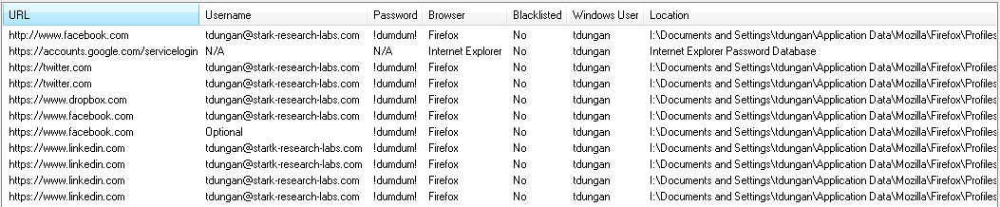 URL Username Password Browser Blacklisted Windows User Location
http://www.facebook.com tdungan@stark-research-labs.com !dumdum! Firefox No tdungan I:\Documents and Settings\tdungan\Application Data\Mozilla\Firefox\Profiles
https://accounts.google.com/servicelogin N/A N/A Internet Explorer No tdungan Internet Explorer Password Database
https://twitter.com tdungan@stark-research-labs.com !dumdum! Firefox No tdungan I:\Documents and Settings\tdungan\Application Data\Mozilla\Firefox\Profiles
https://twitter.com tdungan@stark-research-labs.com !dumdum! Firefox No tdungan I:\Documents and Settings\tdungan\Application Data\Mozilla\Firefox\Profiles
https://www.dropbox.com tdungan@stark-research-labs.com !dumdum! Firefox No tdungan I:\Documents and Settings\tdungan\Application Data\Mozilla\Firefox\Profiles
https://www.facebook.com tdungan@stark-research-labs.com !dumdum! Firefox No tdungan I:\Documents and Settings\tdungan\Application Data\Mozilla\Firefox\Profiles
https://www.facebook.com Optional !dumdum! Firefox No tdungan I:\Documents and Settings\tdungan\Application Data\Mozilla\Firefox\Profiles
https://www.linkedin.com tdungan@startk-research-labs.com !dumdum! Firefox No tdungan I:\Documents and Settings\tdungan\Application Data\Mozilla\Firefox\Profiles
https://www.linkedin.com tdungan@startk-research-labs.com !dumdum! Firefox No tdungan I:\Documents and Settings\tdungan\Application Data\Mozilla\Firefox\Profiles
https://www.linkedin.com tdungan@stark-research-labs.com !dumdum! Firefox No tdungan I:\Documents and Settings\tdungan\Application Data\Mozilla\Firefox\Profiles
https://www.linkedin.com tdungan@stark-research-labs.com !dumdum! Firefox No tdungan I:\Documents and Settings\tdungan\Application Data\Mozilla\Firefox\Profiles